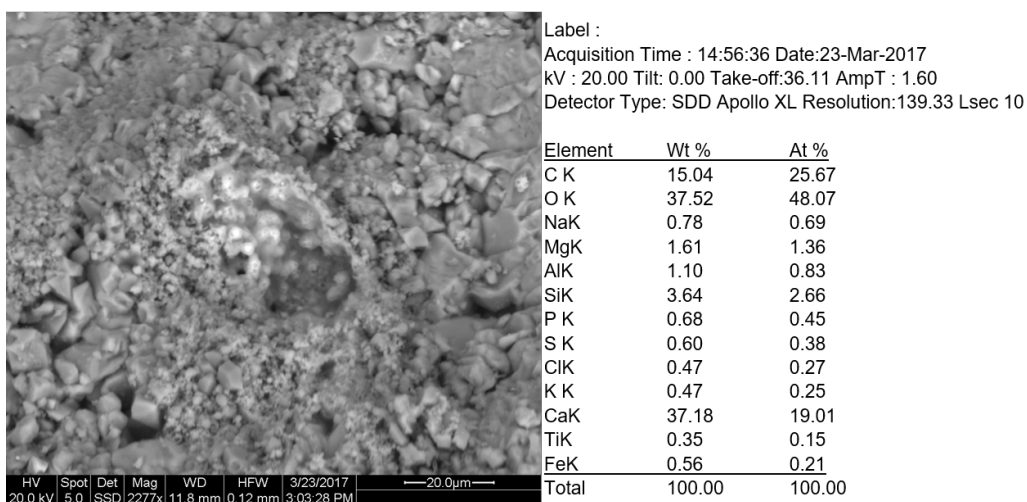 Label :
Acquisition Time : 14:56:36 Date:23-Mar-2017
kV : 20.00 Tilt: 0.00 Take-off:36.11 AmpT : 1.60
Detector Type: SDD Apollo XL Resolution:139.33 Lsec 10
Element Wt % At %
C K 15.04 25.67
O K 37.52 48.07
NaK 0.78 0.69
MgK 1.61 1.36
AlK 1.10 0.83
SiK 3.64 2.66
P K 0.68 0.45
S K 0.60 0.38
ClK 0.47 0.27
K K 0.47 0.25
CaK 37.18 19.01
TiK 0.35 0.15
FeK 0.56 0.21
Total 100.00 100.00
HV Spot Det Mag WD HFW 3/23/2017 20.0µm
20.0 kV 5.0 SSD 2277x 11.8 mm 0.12 mm 3:03:28 PM